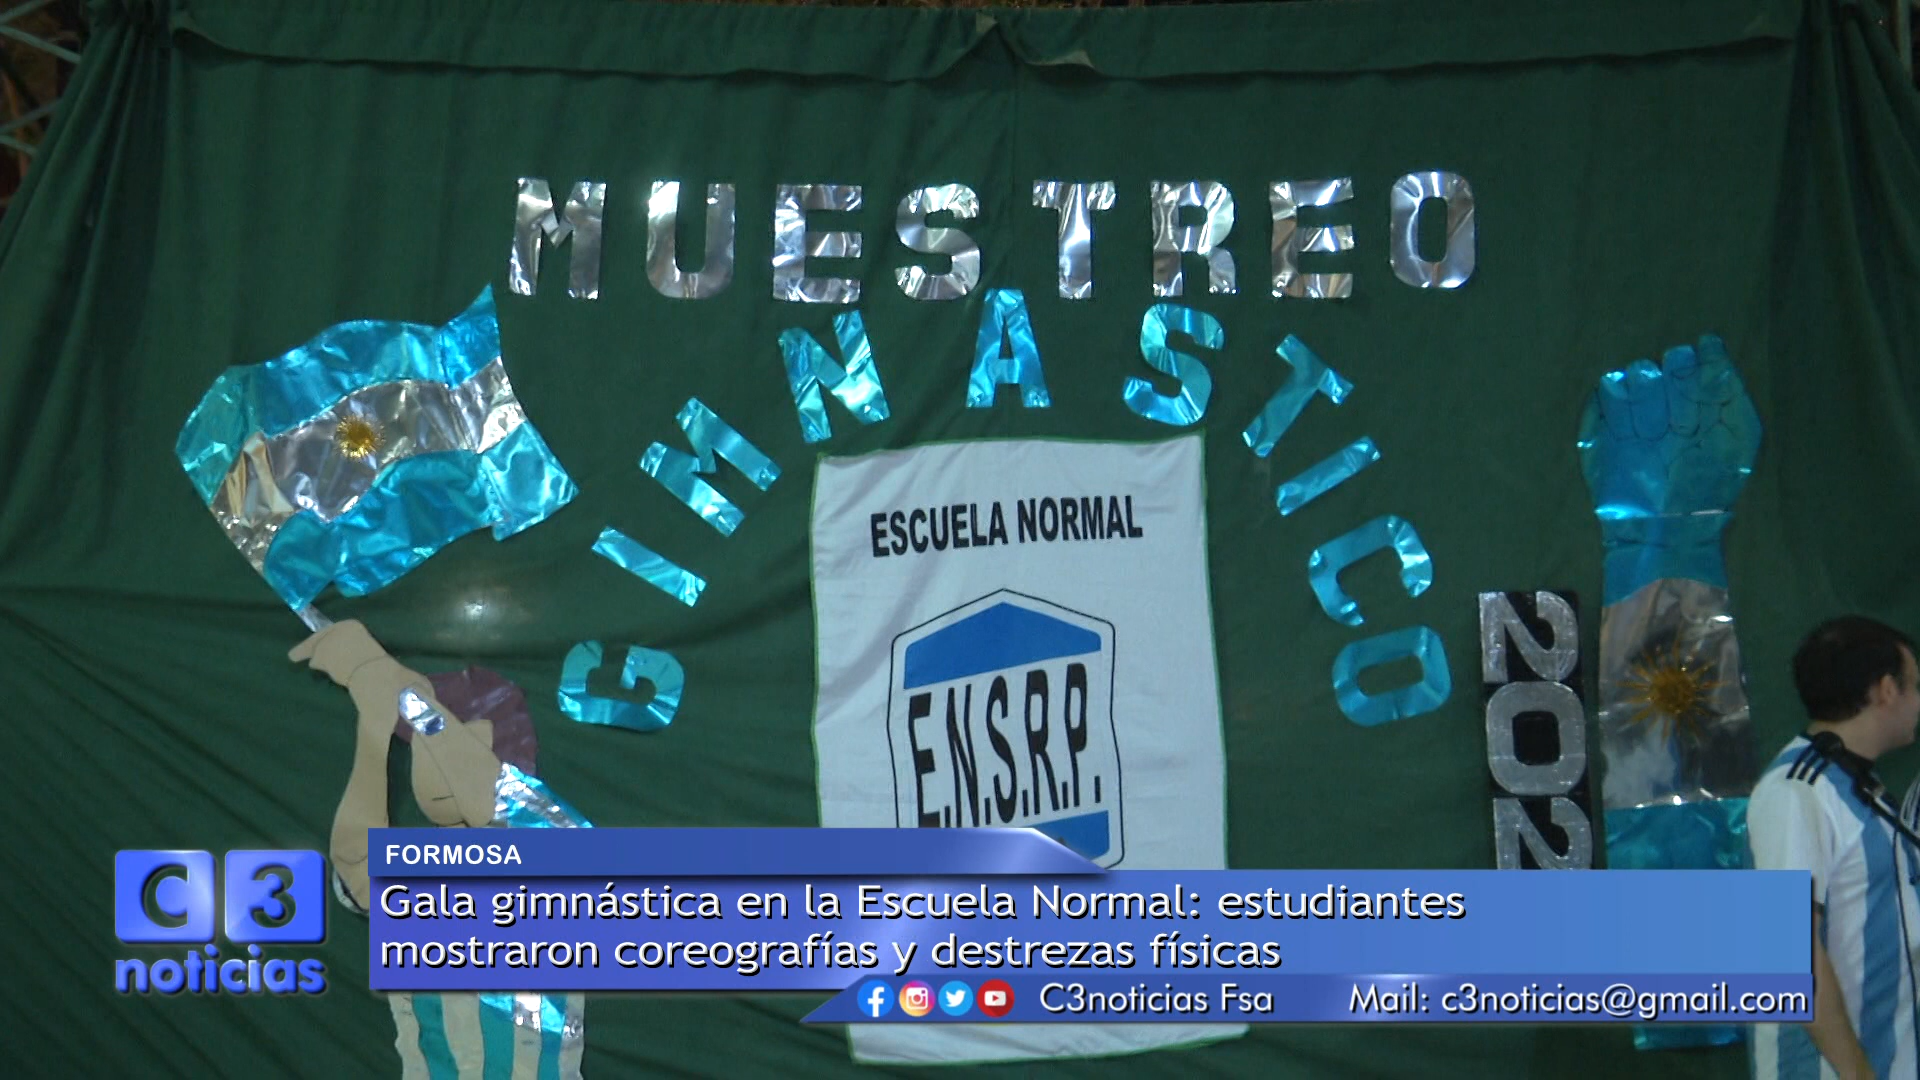 MUESTREO
GIMNASTICO
ESCUELA NORMAL
E.N.S.R.P.
202
FORMOSA
Gala gimnástica en la Escuela Normal: estudiantes
mostraron coreografías y destrezas físicas
C3
noticias
C3noticias Fsa Mail: c3noticias@gmail.com